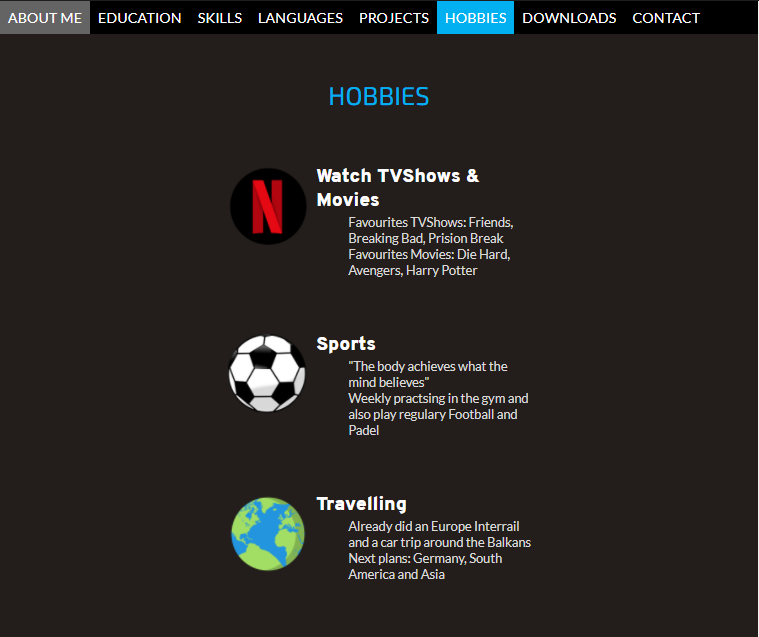 ABOUT ME EDUCATION SKILLS LANGUAGES PROJECTS HOBBIES DOWNLOADS CONTACT
HOBBIES
N
Watch TVShows &
Movies
Favourites TVShows: Friends,
Breaking Bad, Prision Break
Favourites Movies: Die Hard,
Avengers, Harry Potter
Sports
"The body achieves what the
mind believes"
Weekly practsing in the gym and
also play regulary Football and
Padel
Travelling
Already did an Europe Interrail
and a car trip around the Balkans
Next plans: Germany, South
America and Asia